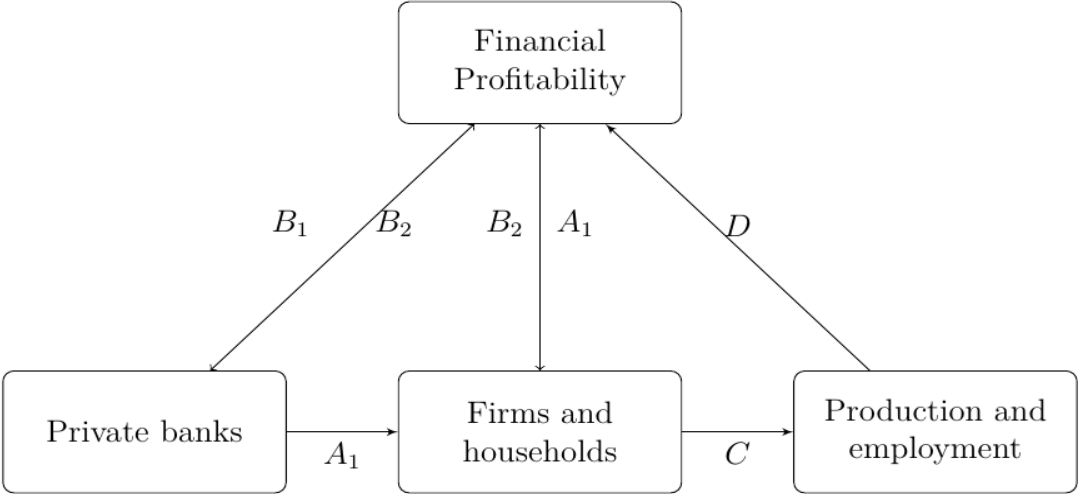 Financial
Profitability
B₁
B₂
B₂
A₁
D
Private banks
A₁
Firms and
households
C
Production and
employment